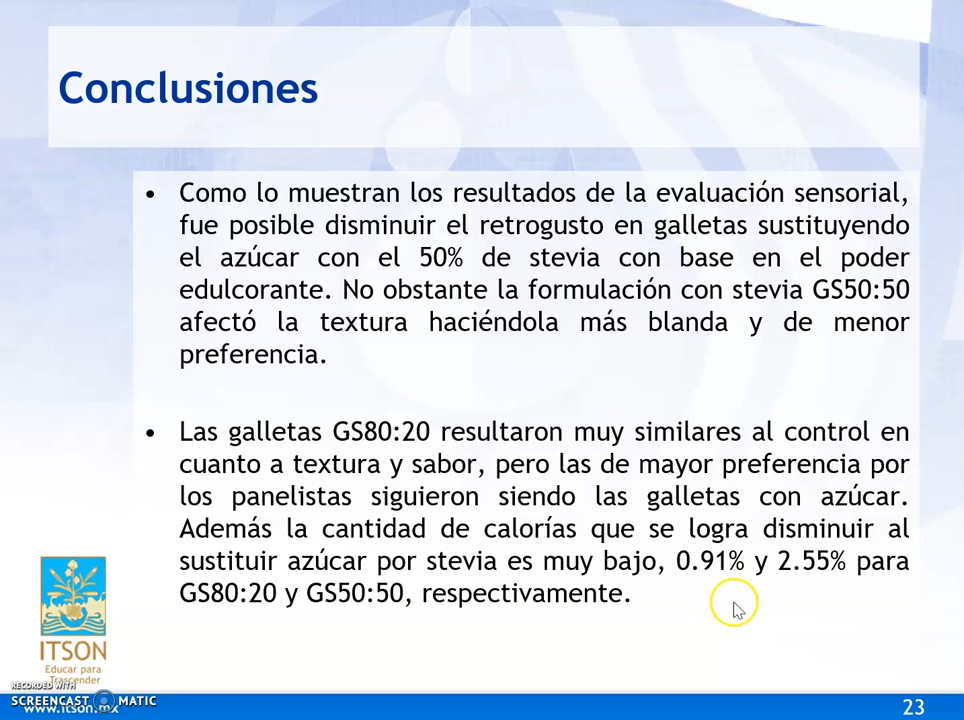 Conclusiones
• Como lo muestran los resultados de la evaluación sensorial,
fue posible disminuir el retrogusto en galletas sustituyendo
el azúcar con el 50% de stevia con base en el poder
edulcorante. No obstante la formulación con stevia GS50:50
afectó la textura haciéndola más blanda y de menor
preferencia.
• Las galletas GS80:20 resultaron muy similares al control en
cuanto a textura y sabor, pero las de mayor preferencia por
los panelistas siguieron siendo las galletas con azúcar.
Además la cantidad de calorías que se logra disminuir al
sustituir azúcar por stevia es muy bajo, 0.91% y 2.55% para
GS80:20 y GS50:50, respectivamente.
ITSON
Educar para
Trascender
RECORDED WITH
SCREENCAST MATIC
www.itson.mx
23